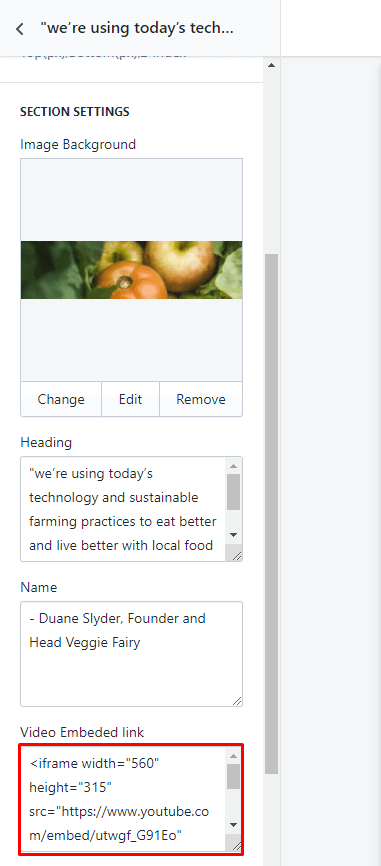 "we're using today's tech...
SECTION SETTINGS
Image Background
Change Edit Remove
Heading
"we're using today's
technology and sustainable
farming practices to eat better
and live better with local food
Name
- Duane Slyder, Founder and
Head Veggie Fairy
Video Embeded link
<iframe width="560"
height="315"
src="https://www.youtube.co
m/embed/utwgf_G91Eo"